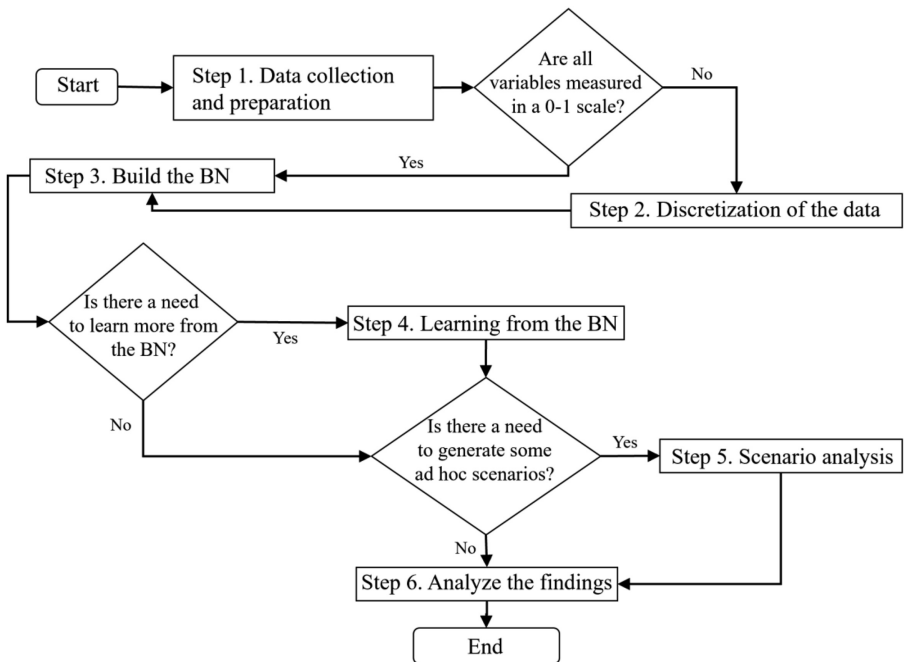 Start
Step 1. Data collection
and preparation
Are all
variables measured
in a 0-1 scale?
No
Yes
Step 3. Build the BN
Step 2. Discretization of the data
Is there a need
to learn more from
the BN?
Yes
Step 4. Learning from the BN
No
Is there a need
to generate some
ad hoc scenarios?
Yes
Step 5. Scenario analysis
No
Step 6. Analyze the findings
End